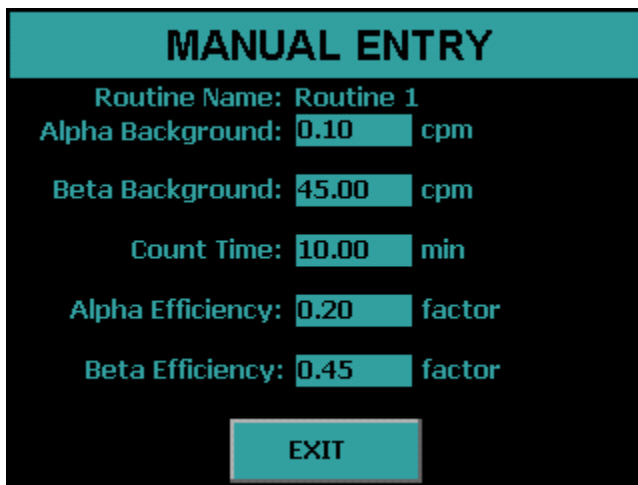 MANUAL ENTRY
Routine Name: Routine 1
Alpha Background: 0.10 cpm
Beta Background: 45.00 cpm
Count Time: 10.00 min
Alpha Efficiency: 0.20 factor
Beta Efficiency: 0.45 factor
EXIT